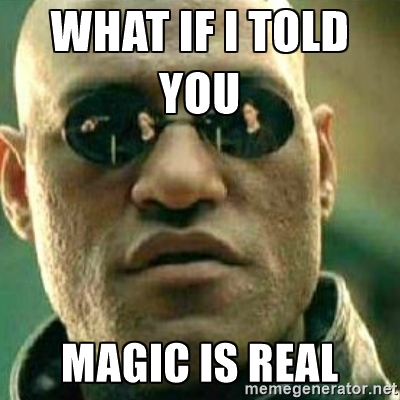 WHAT IF I TOLD
YOU
MAGIC IS REAL
memegenerator.net